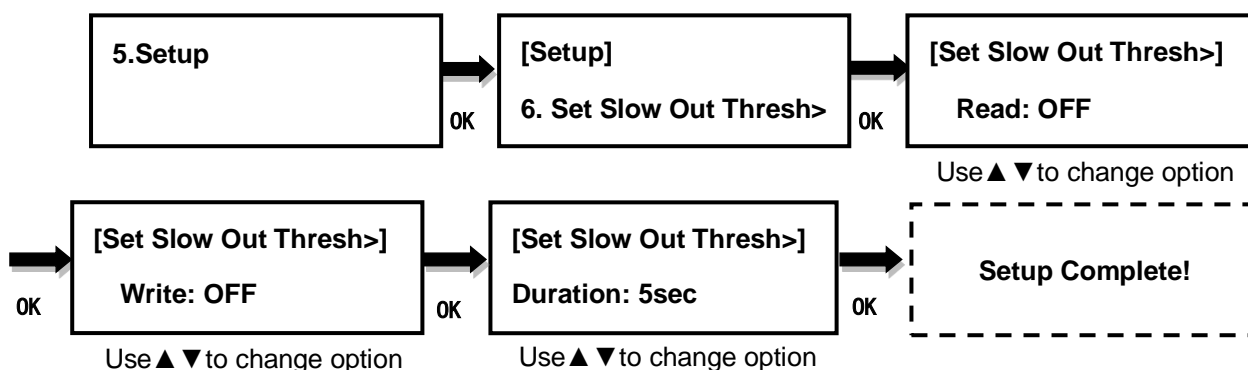 5.Setup
OK
[Setup]
6. Set Slow Out Thresh>
OK
[Set Slow Out Thresh>]
Read: OFF
Use▲ ▼to change option
OK
[Set Slow Out Thresh>]
Write: OFF
Use▲ ▼to change option
OK
[Set Slow Out Thresh>]
Duration: 5sec
Use▲ ▼to change option
OK
Setup Complete!